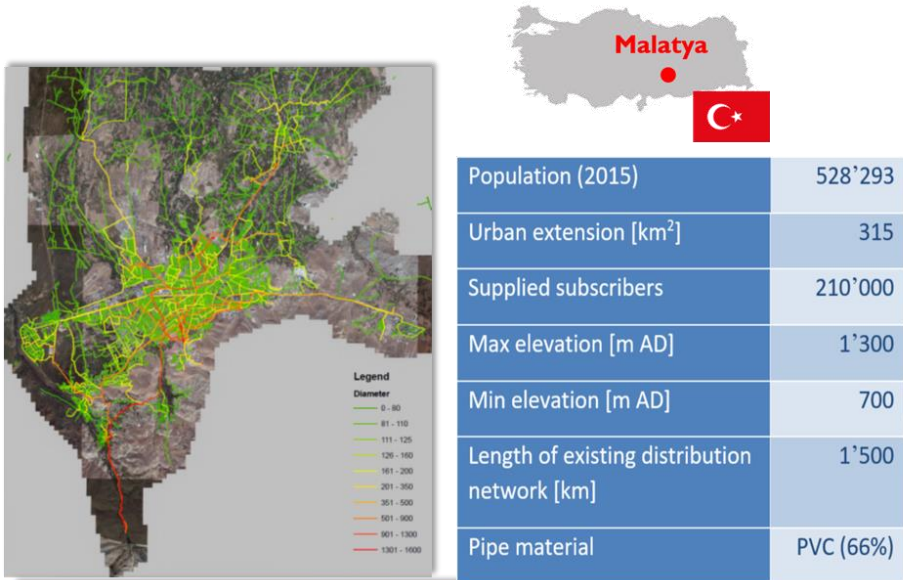 Malatya
Population (2015) 528’293
Urban extension [km²] 315
Supplied subscribers 210’000
Max elevation [m AD] 1’300
Min elevation [m AD] 700
Length of existing distribution 1’500
network [km]
Pipe material PVC (66%)
Legend
Diameter
0 - 80
81 - 110
111 - 125
126 - 160
161 - 200
201 - 350
351 - 500
501 - 900
901 - 1300
1301 - 1600